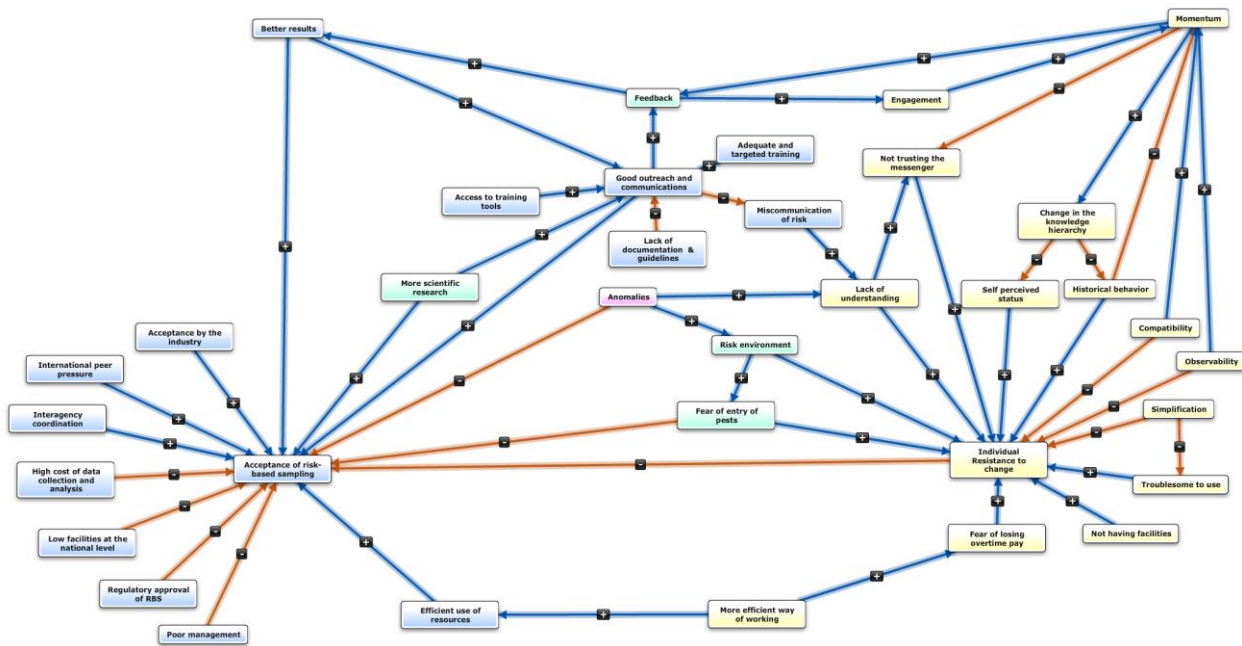 Better results
Momentum
Feedback
Engagement
Adequate and
targeted training
Not trusting the
messenger
Good outreach and
communications
Access to training
tools
Miscommunication
of risk
Change in the
knowledge
hierarchy
Lack of
documentation &
guidelines
More scientific
research
Anomalies
Lack of
understanding
Self perceived
status
Historical behavior
Acceptance by the
industry
Risk environment
Compatibility
Observability
International peer
pressure
Interagency
coordination
Fear of entry of
pests
Simplification
Acceptance of risk-
based sampling
Individual
Resistance to
change
High cost of data
collection and
analysis
Troublesome to use
Low facilities at the
national level
Fear of losing
overtime pay
Not having facilities
Regulatory approval
of RBS
Efficient use of
resources
More efficient way
of working
Poor management